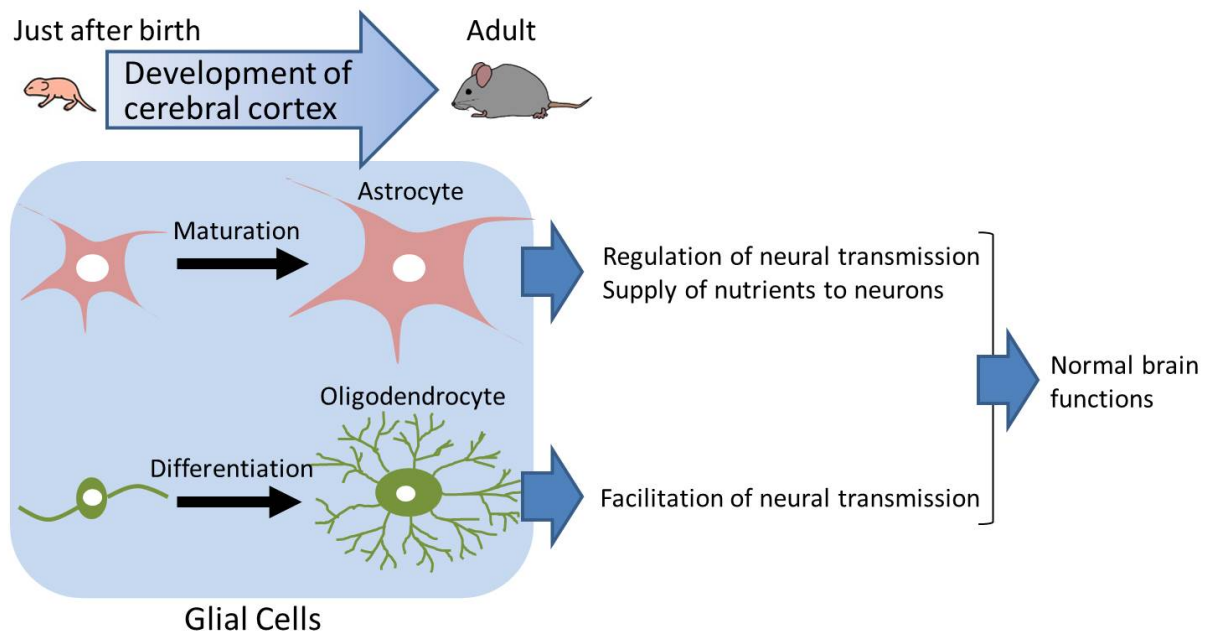 Just after birth
Adult
Development of
cerebral cortex
Astrocyte
Maturation
Regulation of neural transmission
Supply of nutrients to neurons
Normal brain
functions
Oligodendrocyte
Differentiation
Facilitation of neural transmission
Glial Cells